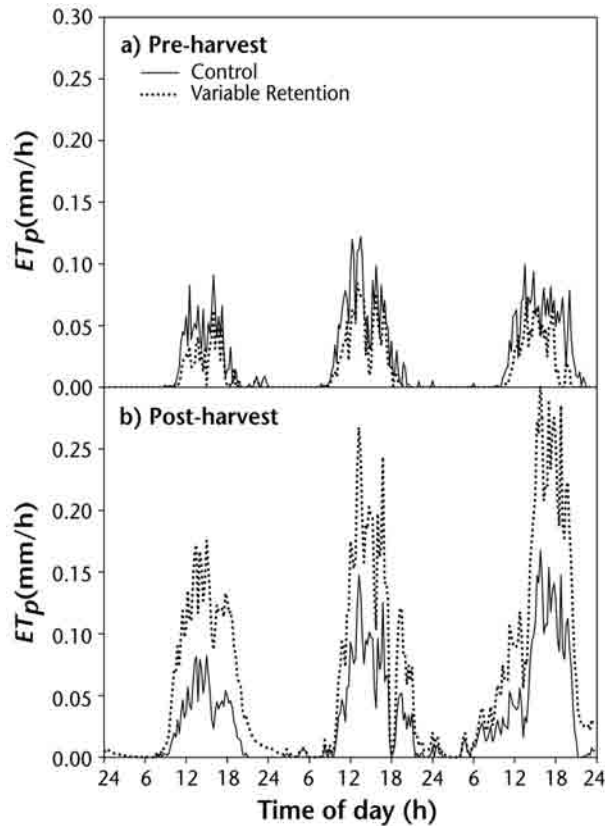 0.30
a) Pre-harvest
Control
Variable Retention
0.25
0.20
0.15
0.10
0.05
0.00
ETp(mm/h)
b) Post-harvest
0.25
0.20
0.15
0.10
0.05
0.00
ETp(mm/h)
24 6 12 18 24 6 12 18 24 6 12 18 24
Time of day (h)